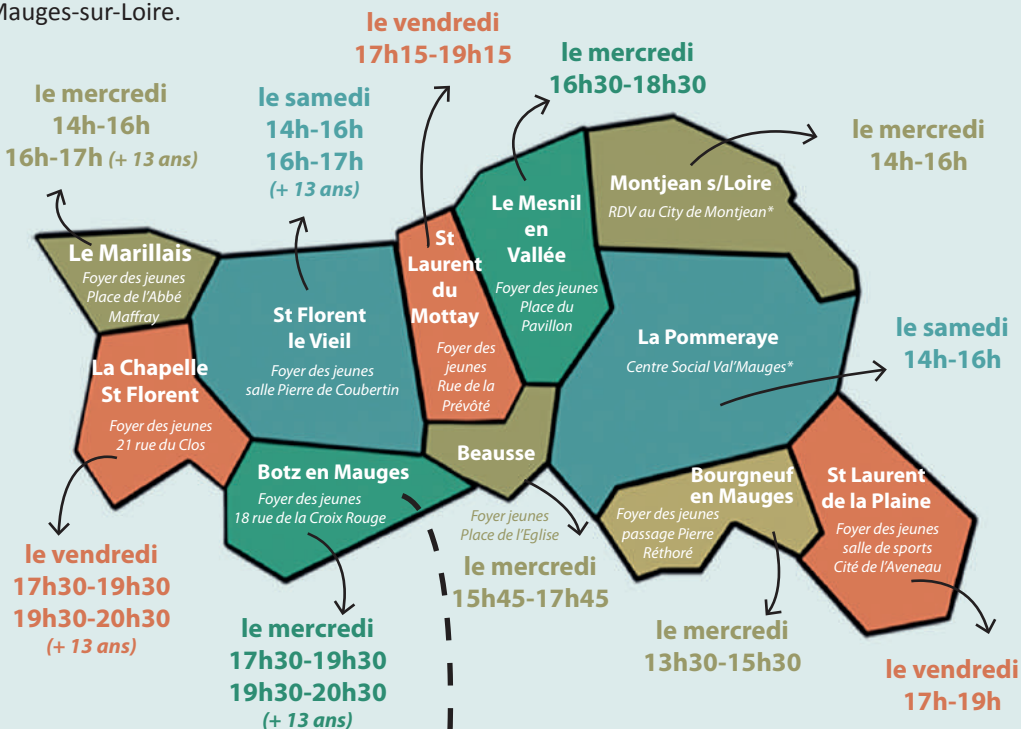 Mauges-sur-Loire.
le vendredi
17h15-19h15
le mercredi
16h30-18h30
le mercredi
14h-16h
16h-17h (+ 13 ans)
le samedi
14h-16h
16h-17h
(+ 13 ans)
le mercredi
14h-16h
Montjean s/Loire
RDV au City de Montjean*
Le Mesnil
en
Vallée
Foyer des jeunes
Place du
Pavillon
St
Laurent
du
Mottay
Foyer des
jeunes
Rue de la
Prévôté
Le Marillais
Foyer des jeunes
Place de l'Abbé
Maffray
St Florent
le Vieil
Foyer des jeunes
salle Pierre de Coubertin
La Pommeraye
Centre Social Val'Mauges*
le samedi
14h-16h
La Chapelle
St Florent
Foyer des jeunes
21 rue du Clos
Botz en Mauges
Foyer des jeunes
18 rue de la Croix Rouge
Beausse
Foyer jeunes
Place de l'Eglise
Bourgneuf
en Mauges
Foyer des jeunes
passage Pierre
Réthoré
St Laurent
de la Plaine
Foyer des jeunes
salle de sports
Cité de l'Aveneau
le vendredi
17h30-19h30
19h30-20h30
(+ 13 ans)
le mercredi
17h30-19h30
19h30-20h30
(+ 13 ans)
le mercredi
15h45-17h45
le mercredi
13h30-15h30
le vendredi
17h-19h